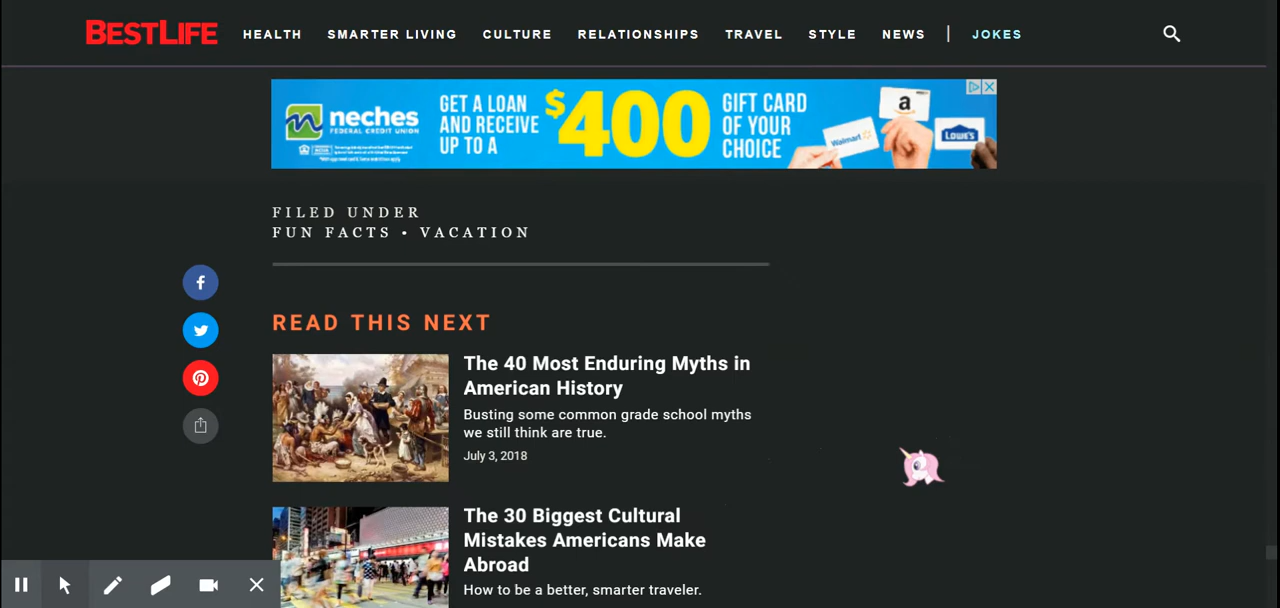 BESTLIFE
HEALTH SMARTER LIVING CULTURE RELATIONSHIPS TRAVEL STYLE NEWS | JOKES
neches
FEDERAL CREDIT UNION
GET A LOAN
AND RECEIVE
UP TO A
$400
GIFT CARD
OF YOUR
CHOICE
Walmart
a
LOWE'S
FILED UNDER
FUN FACTS • VACATION
READ THIS NEXT
The 40 Most Enduring Myths in
American History
Busting some common grade school myths
we still think are true.
July 3, 2018
The 30 Biggest Cultural
Mistakes Americans Make
Abroad
How to be a better, smarter traveler.